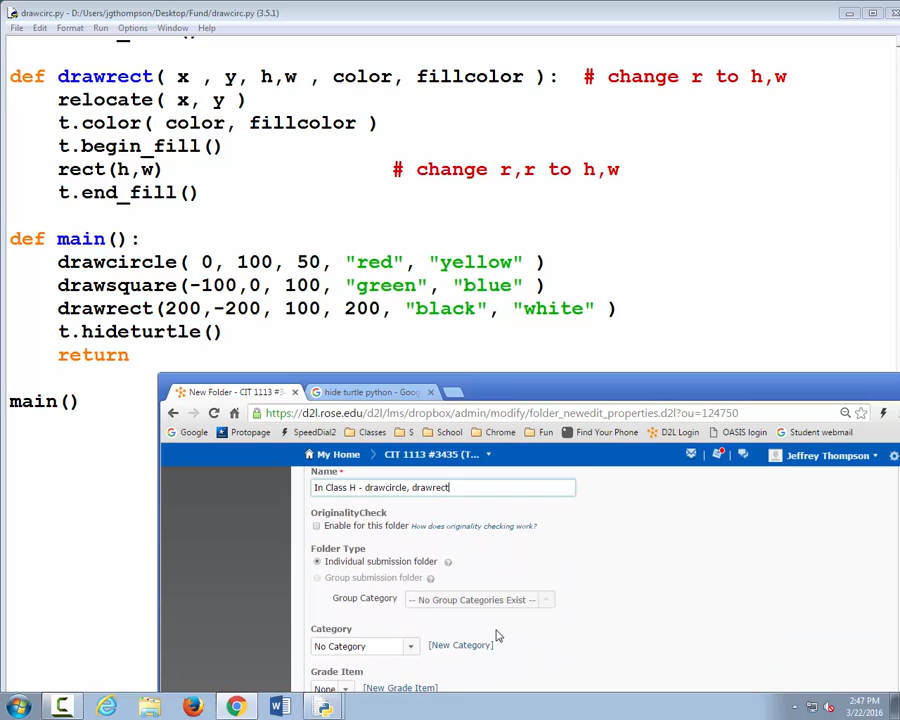 drawcirc.py - D:/Users/jgthompson/Desktop/Fund/drawcirc.py (3.5.1)
File Edit Format Run Options Window Help
def drawrect( x , y, h,w , color, fillcolor ): # change r to h,w
relocate( x, y )
t.color( color, fillcolor )
t.begin_fill()
rect(h,w) # change r,r to h,w
t.end_fill()
def main():
drawcircle( 0, 100, 50, "red", "yellow" )
drawsquare(-100,0, 100, "green", "blue" )
drawrect(200,-200, 100, 200, "black", "white" )
t.hideturtle()
return
main()
New Folder - CIT 1113 #3 hide turtle python - Goog
https://d2l.rose.edu/d2l/lms/dropbox/admin/modify/folder_newedit_properties.d2l?ou=124750
Google Protopage SpeedDial2 Classes S School Chrome Fun Find Your Phone D2L Login OASIS login Student webmail
My Home CIT 1113 #3435 (T... Jeffrey Thompson
Name *
In Class H - drawcircle, drawrect
OriginalityCheck
Enable for this folder How does originality checking work?
Folder Type
Individual submission folder
Group submission folder
Group Category -- No Group Categories Exist --
Category
No Category [New Category]
Grade Item
None [New Grade Item]
2:47 PM
3/22/2016